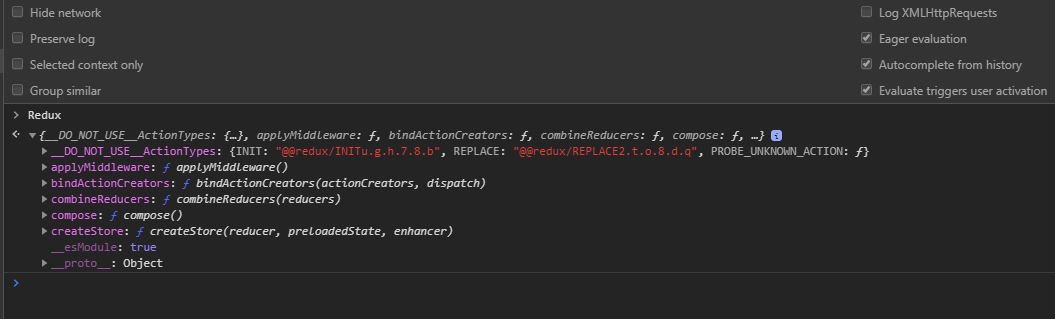 Hide network Log XMLHttpRequests
Preserve log Eager evaluation
Selected context only Autocomplete from history
Group similar Evaluate triggers user activation
> Redux
{__DO_NOT_USE__ActionTypes: {…}, applyMiddleware: ƒ, bindActionCreators: ƒ, combineReducers: ƒ, compose: ƒ, …} i
__DO_NOT_USE__ActionTypes: {INIT: "@@redux/INITu.g.h.7.8.b", REPLACE: "@@redux/REPLACE2.t.o.8.d.q", PROBE_UNKNOWN_ACTION: ƒ}
applyMiddleware: ƒ applyMiddleware()
bindActionCreators: ƒ bindActionCreators(actionCreators, dispatch)
combineReducers: ƒ combineReducers(reducers)
compose: ƒ compose()
createStore: ƒ createStore(reducer, preloadedState, enhancer)
__esModule: true
__proto__: Object
>